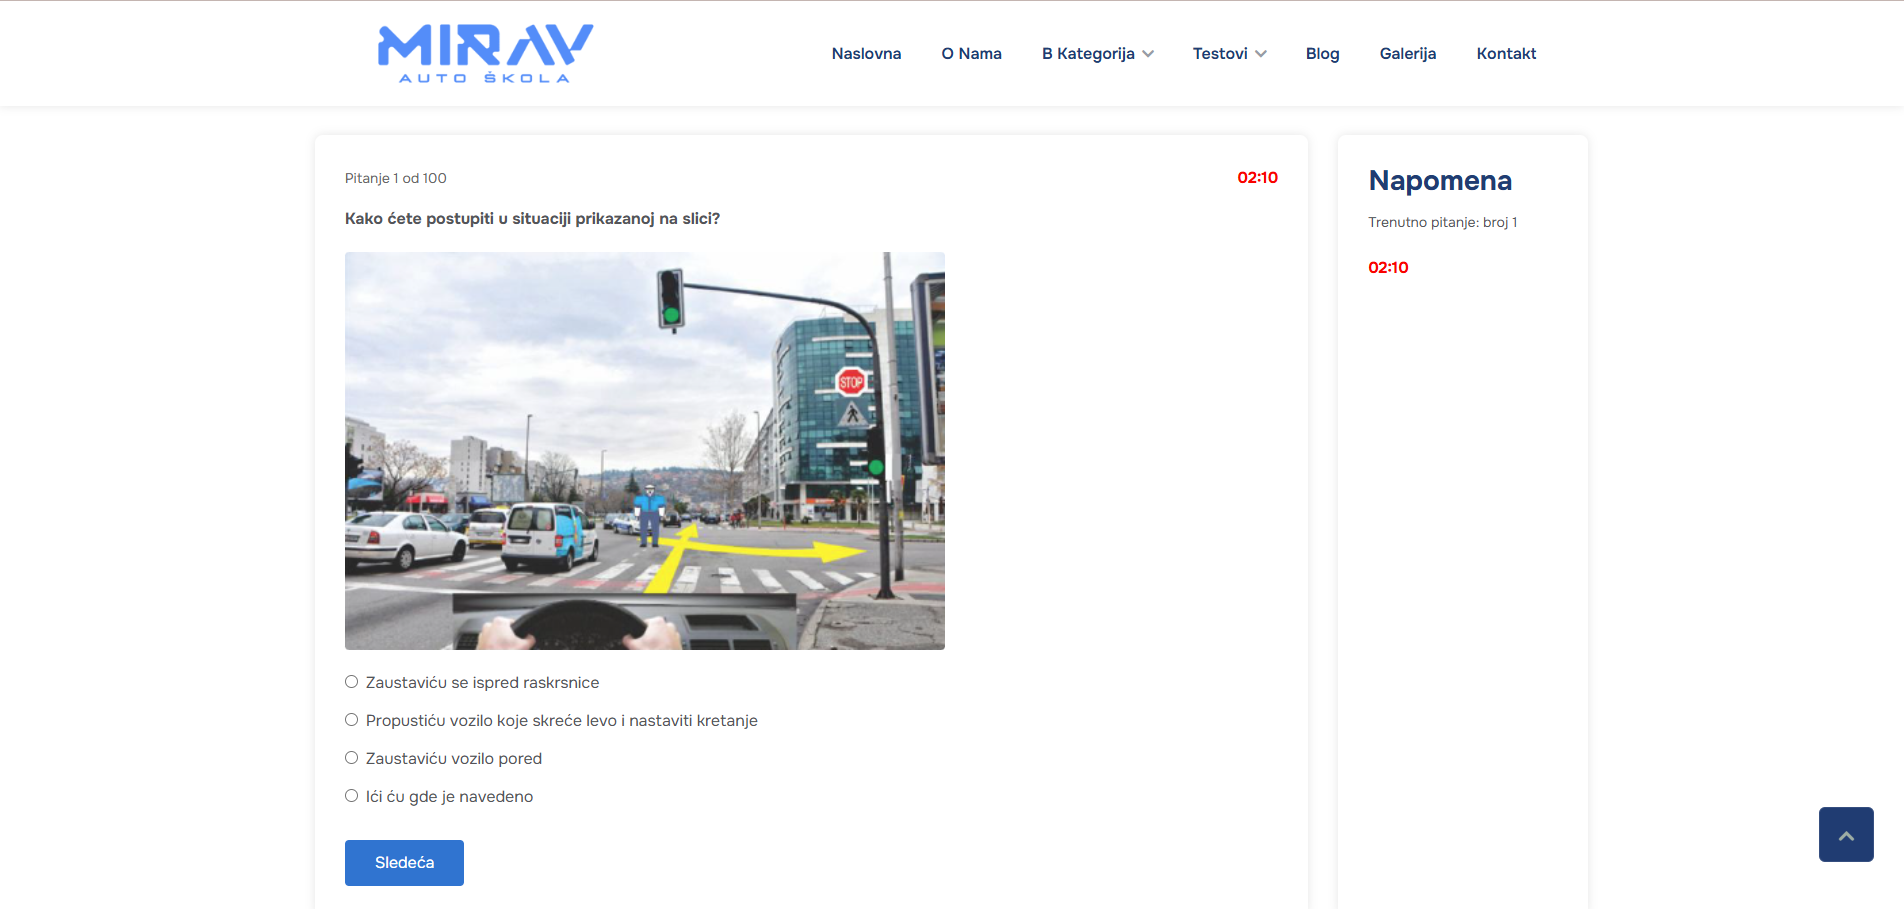 MIRAV
AUTO ŠKOLA
Naslovna
O Nama
B Kategorija
Testovi
Blog
Galerija
Kontakt
Pitanje 1 od 100
02:10
Kako ćete postupiti u situaciji prikazanoj na slici?
STOP
Zaustaviću se ispred raskrsnice
Propustiću vozilo koje skreće levo i nastaviti kretanje
Zaustaviću vozilo pored
Ići ću gde je navedeno
Sledeća
Napomena
Trenutno pitanje: broj 1
02:10